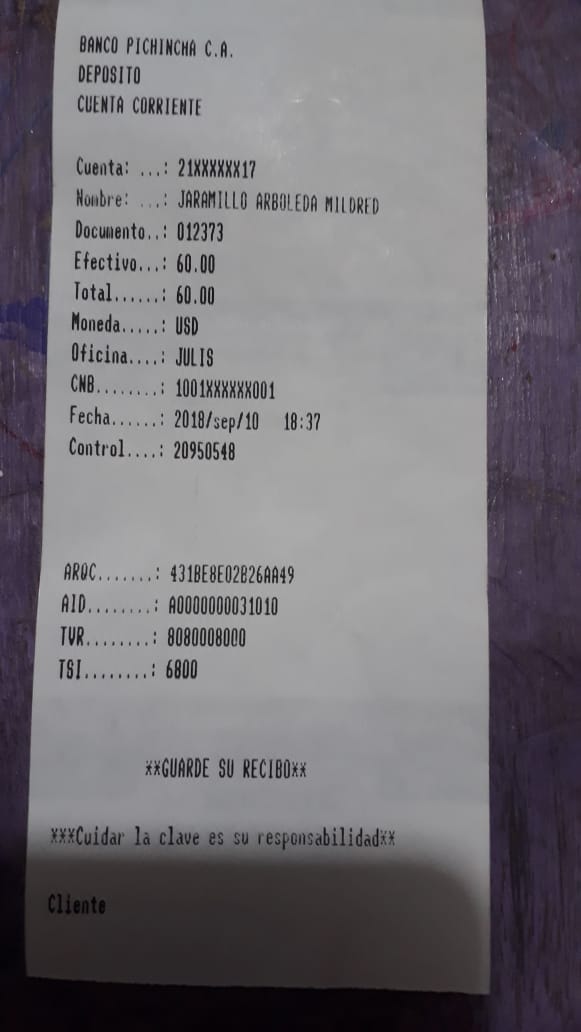 BANCO PICHINCHA C.A.
DEPOSITO
CUENTA CORRIENTE
Cuenta: ...: 21XXXXXX17
Nombre: ...: JARAMILLO ARBOLEDA MILDRED
Documento..: 012373
Efectivo...: 60.00
Total......: 60.00
Moneda.....: USD
Oficina....: JULIS
CNB........: 1001XXXXXX001
Fecha......: 2018/sep/10 18:37
Control....: 20950548
ARQC.......: 431BE8E02B26AA49
AID........: A0000000031010
TVR........: 8080008000
TSI........: 6800
**GUARDE SU RECIBO**
***Cuidar la clave es su responsabilidad**
Cliente